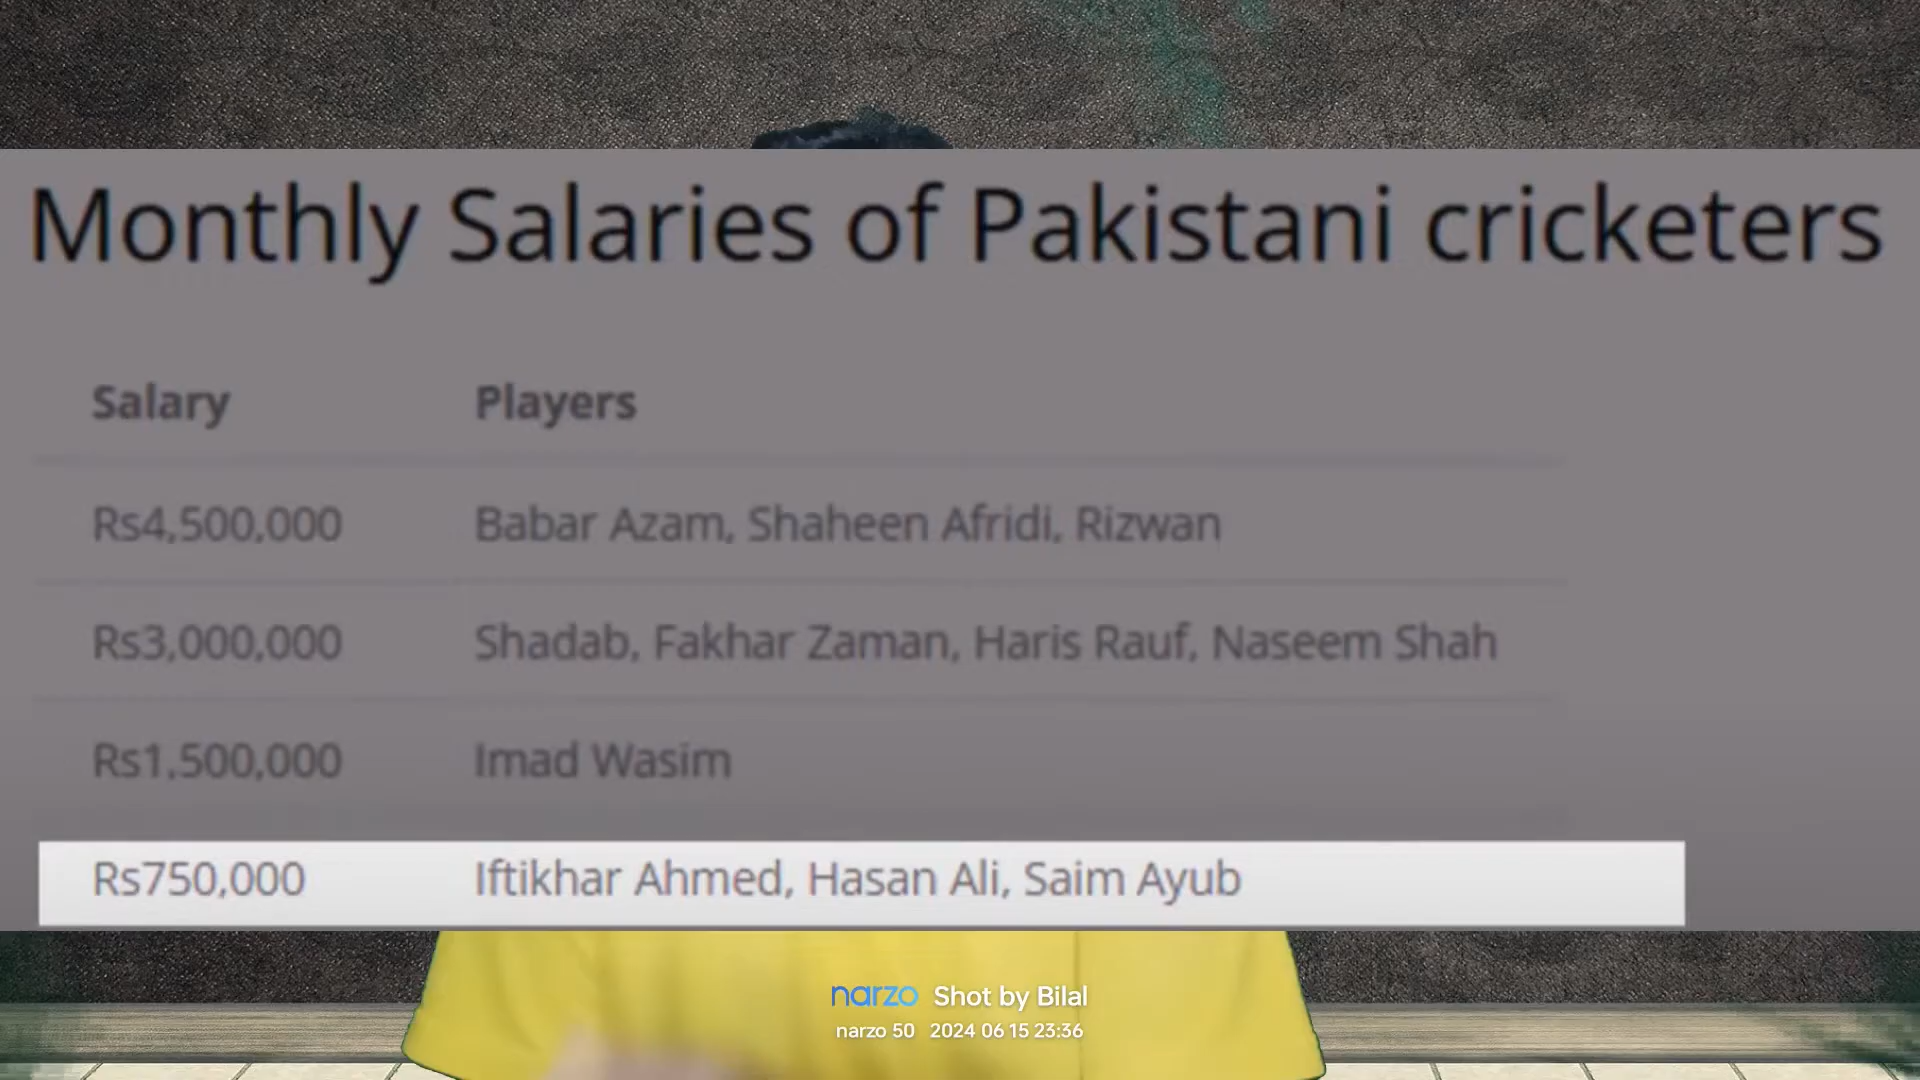 Monthly Salaries of Pakistani cricketers
Salary Players
Rs4,500,000 Babar Azam, Shaheen Afridi, Rizwan
Rs3,000,000 Shadab, Fakhar Zaman, Haris Rauf, Naseem Shah
Rs1,500,000 Imad Wasim
Rs750,000 Iftikhar Ahmed, Hasan Ali, Saim Ayub
narzo Shot by Bilal
narzo 50 2024 06 15 23:36